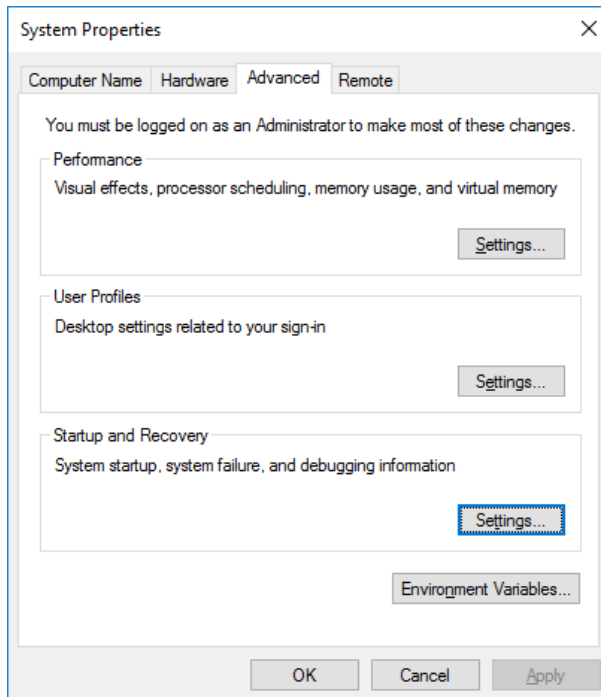 System Properties
Computer Name Hardware Advanced Remote
You must be logged on as an Administrator to make most of these changes.
Performance
Visual effects, processor scheduling, memory usage, and virtual memory
Settings...
User Profiles
Desktop settings related to your sign-in
Settings...
Startup and Recovery
System startup, system failure, and debugging information
Settings...
Environment Variables...
OK Cancel Apply